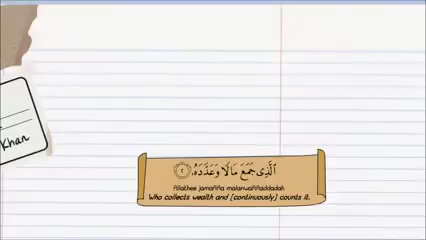 Khan
ٱلَّذِى جَمَعَ مَالًا وَعَدَّدَهُۥ ٢
Allathee jamaAAa malanwaAAaddadah
Who collects wealth and [continuously] counts it.